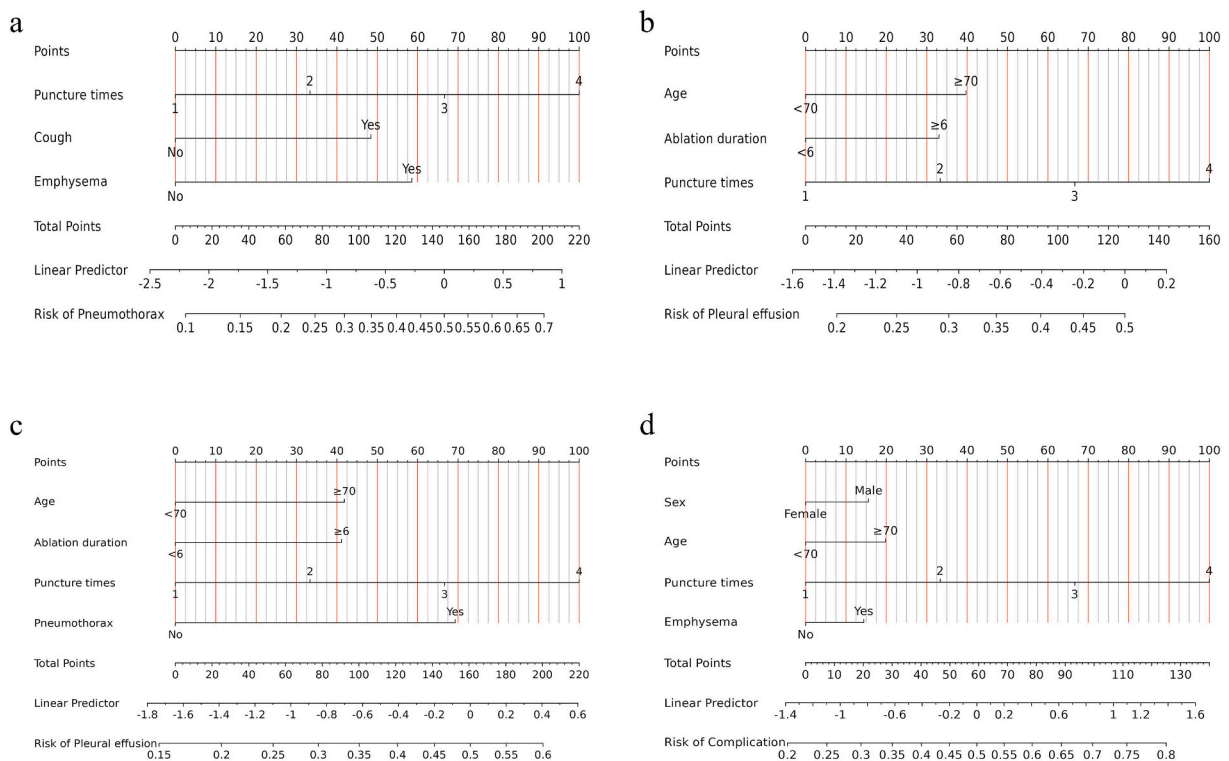 a
0 10 20 30 40 50 60 70 80 90 100
Points
2 4
Puncture times
1 3
Yes
Cough
No
Yes
Emphysema
No
Total Points
0 20 40 60 80 100 120 140 160 180 200 220
Linear Predictor
-2.5 -2 -1.5 -1 -0.5 0 0.5 1
Risk of Pneumothorax
0.1 0.15 0.2 0.25 0.3 0.35 0.4 0.45 0.5 0.55 0.6 0.65 0.7
b
0 10 20 30 40 50 60 70 80 90 100
Points
≥70
Age
<70
≥6
Ablation duration
<6
2 4
Puncture times
1 3
Total Points
0 20 40 60 80 100 120 140 160
Linear Predictor
-1.6 -1.4 -1.2 -1 -0.8 -0.6 -0.4 -0.2 0 0.2
Risk of Pleural effusion
0.2 0.25 0.3 0.35 0.4 0.45 0.5
c
0 10 20 30 40 50 60 70 80 90 100
Points
≥70
Age
<70
≥6
Ablation duration
<6
2 4
Puncture times
1 3
Yes
Pneumothorax
No
Total Points
0 20 40 60 80 100 120 140 160 180 200 220
Linear Predictor
-1.8 -1.6 -1.4 -1.2 -1 -0.8 -0.6 -0.4 -0.2 0 0.2 0.4 0.6
Risk of Pleural effusion
0.15 0.2 0.25 0.3 0.35 0.4 0.45 0.5 0.55 0.6
d
0 10 20 30 40 50 60 70 80 90 100
Points
Male
Sex
Female
≥70
Age
<70
2 4
Puncture times
1 3
Yes
Emphysema
No
Total Points
0 10 20 30 40 50 60 70 80 90 110 130
Linear Predictor
-1.4 -1 -0.6 -0.2 0 0.2 0.6 1 1.2 1.6
Risk of Complication
0.2 0.25 0.3 0.35 0.4 0.45 0.5 0.55 0.6 0.65 0.7 0.75 0.8